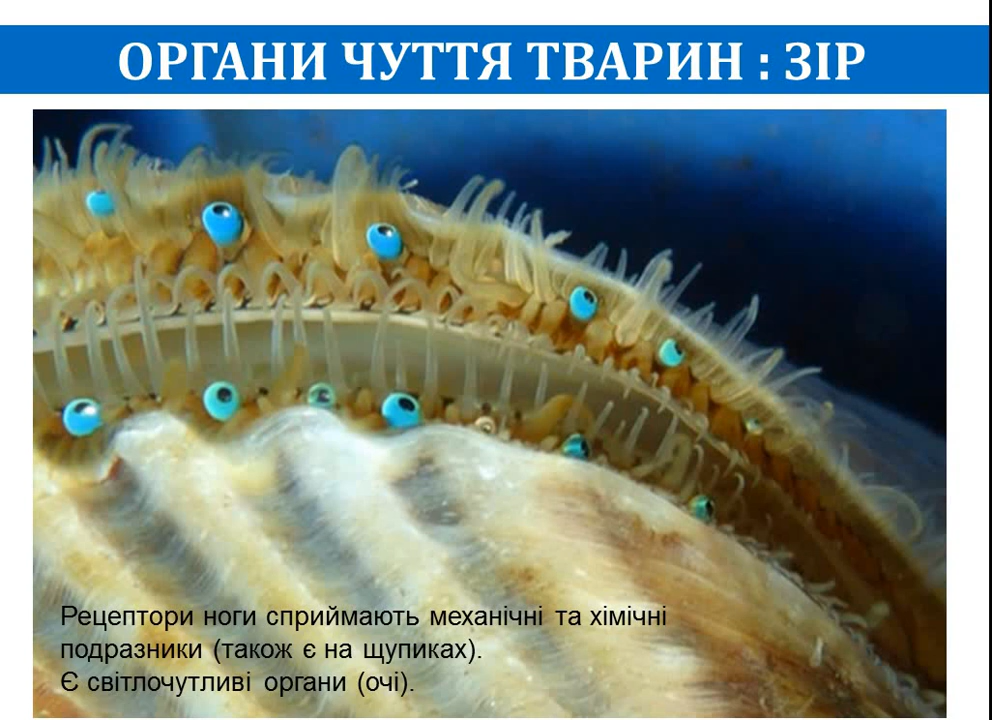 ОРГАНИ ЧУТТЯ ТВАРИН : ЗІР
Рецептори ноги сприймають механічні та хімічні
подразники (також є на щупиках).
Є світлочутливі органи (очі).